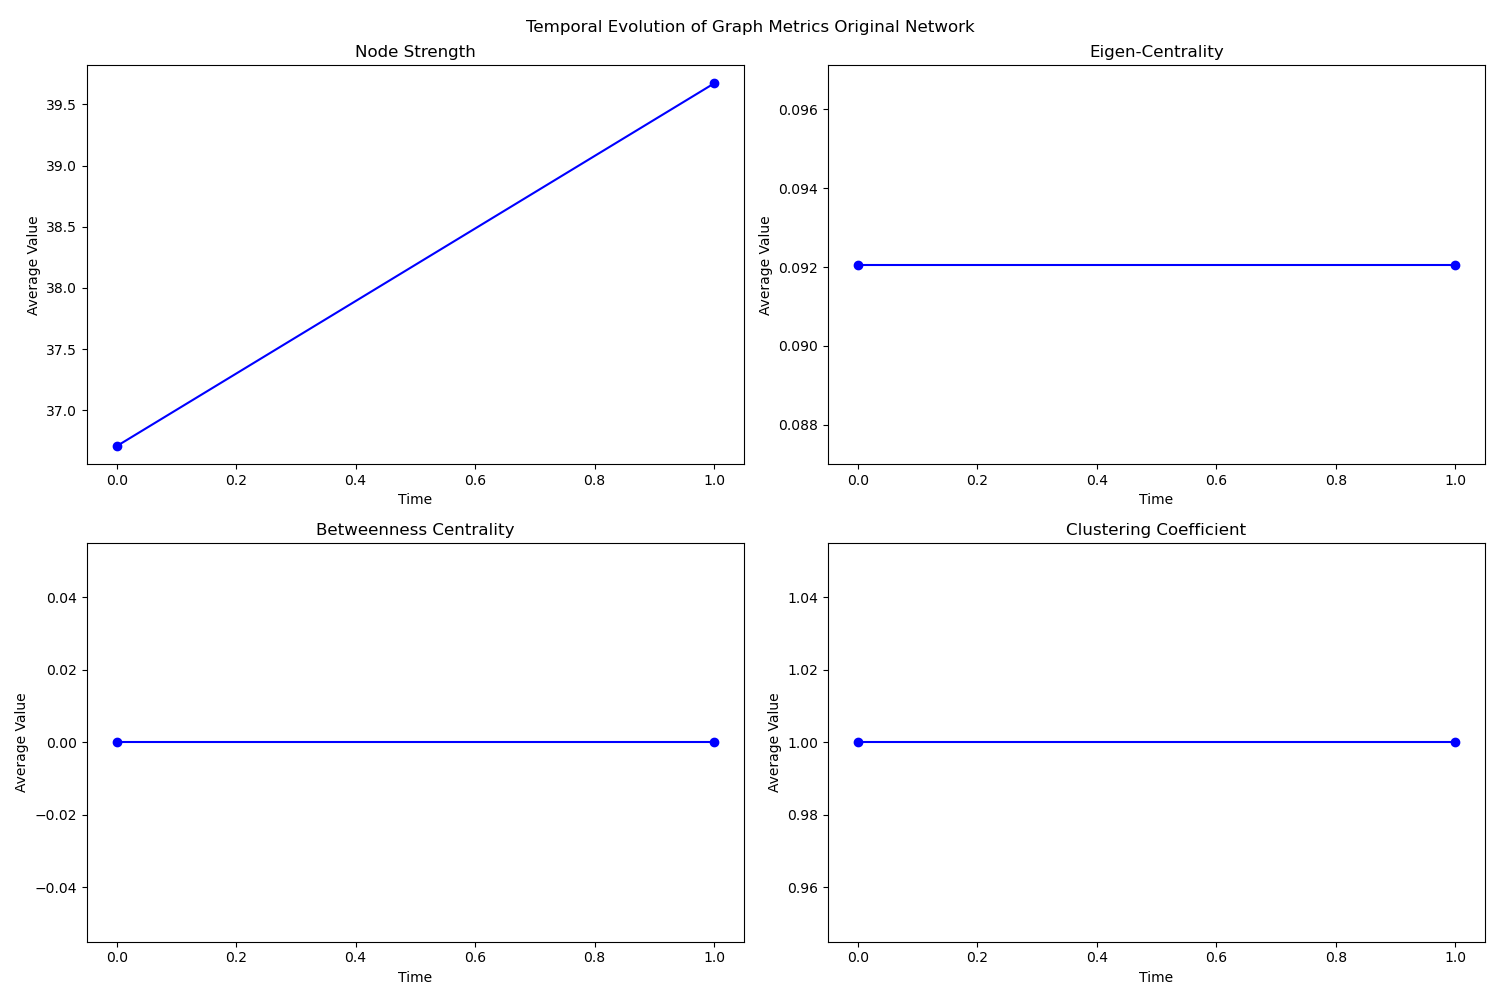 Temporal Evolution of Graph Metrics Original Network
Node Strength
39.5
39.0
38.5
38.0
37.5
37.0
Average Value
0.0 0.2 0.4 0.6 0.8 1.0
Time
Eigen-Centrality
0.096
0.094
0.092
0.090
0.088
Average Value
0.0 0.2 0.4 0.6 0.8 1.0
Time
Betweenness Centrality
0.04
0.02
0.00
−0.02
−0.04
Average Value
0.0 0.2 0.4 0.6 0.8 1.0
Time
Clustering Coefficient
1.04
1.02
1.00
0.98
0.96
Average Value
0.0 0.2 0.4 0.6 0.8 1.0
Time